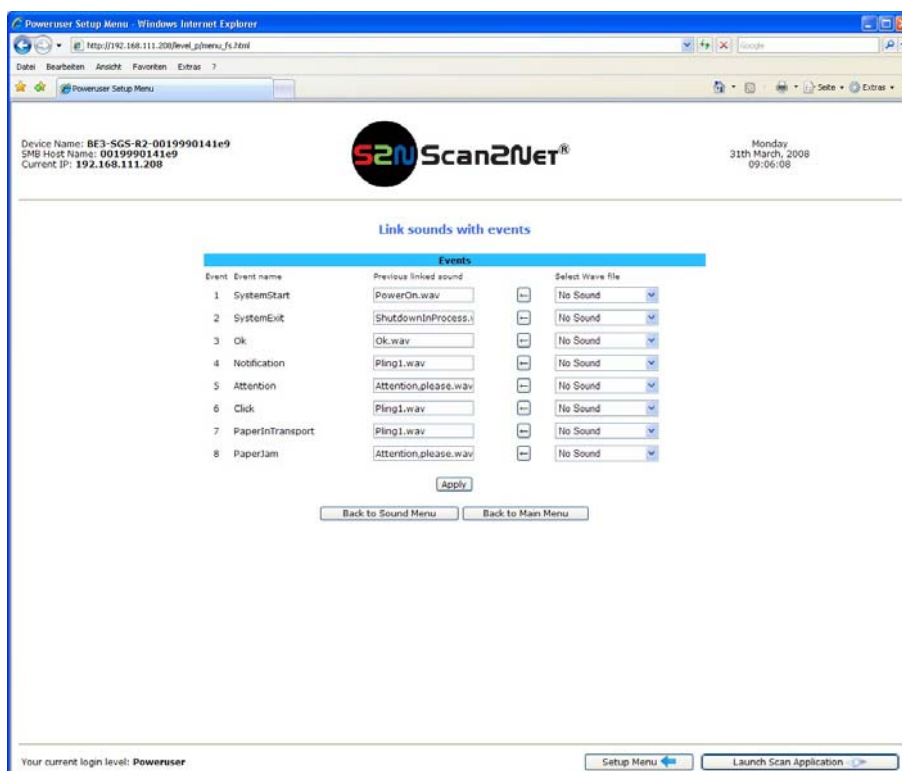 Poweruser Setup Menu - Windows Internet Explorer
http://192.168.111.208/level_p/menu_fs.html
Google
Datei Bearbeiten Ansicht Favoriten Extras ?
Poweruser Setup Menu
Seite Extras
Device Name: BE3-SGS-R2-0019990141e9
SMB Host Name: 0019990141e9
Current IP: 192.168.111.208
S2N Scan2Net®
Monday
31th March, 2008
09:06:08
Link sounds with events
Events
Event Event name Previous linked sound Select Wave file
1 SystemStart PowerOn.wav No Sound
2 SystemExit ShutdownInProcess.v No Sound
3 Ok Ok.wav No Sound
4 Notification Pling1.wav No Sound
5 Attention Attention,please.wav No Sound
6 Click Pling1.wav No Sound
7 PaperInTransport Pling1.wav No Sound
8 PaperJam Attention,please.wav No Sound
Apply
Back to Sound Menu Back to Main Menu
Your current login level: Poweruser Setup Menu Launch Scan Application